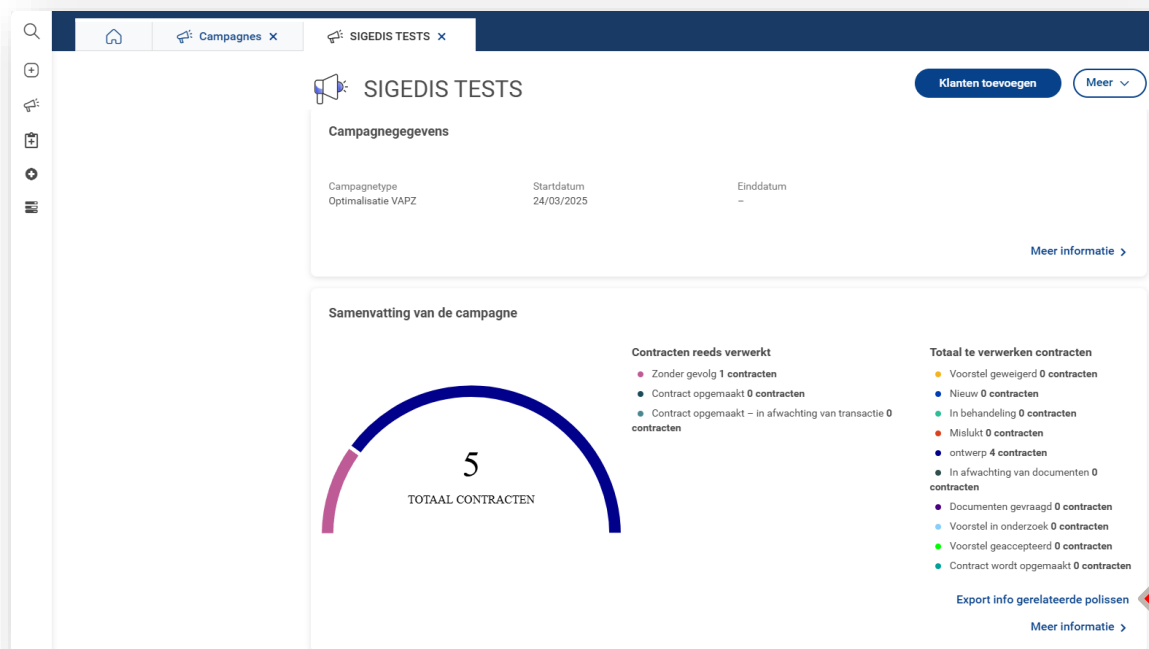 Campagnes
SIGEDIS TESTS
SIGEDIS TESTS
Klanten toevoegen
Meer
Campagnegegevens
Campagnetype
Optimalisatie VAPZ
Startdatum
24/03/2025
Einddatum
–
Meer informatie
Samenvatting van de campagne
5
TOTAAL CONTRACTEN
Contracten reeds verwerkt
Zonder gevolg 1 contracten
Contract opgemaakt 0 contracten
Contract opgemaakt – in afwachting van transactie 0
contracten
Totaal te verwerken contracten
Voorstel geweigerd 0 contracten
Nieuw 0 contracten
In behandeling 0 contracten
Mislukt 0 contracten
ontwerp 4 contracten
In afwachting van documenten 0
contracten
Documenten gevraagd 0 contracten
Voorstel in onderzoek 0 contracten
Voorstel geaccepteerd 0 contracten
Contract wordt opgemaakt 0 contracten
Export info gerelateerde polissen
Meer informatie